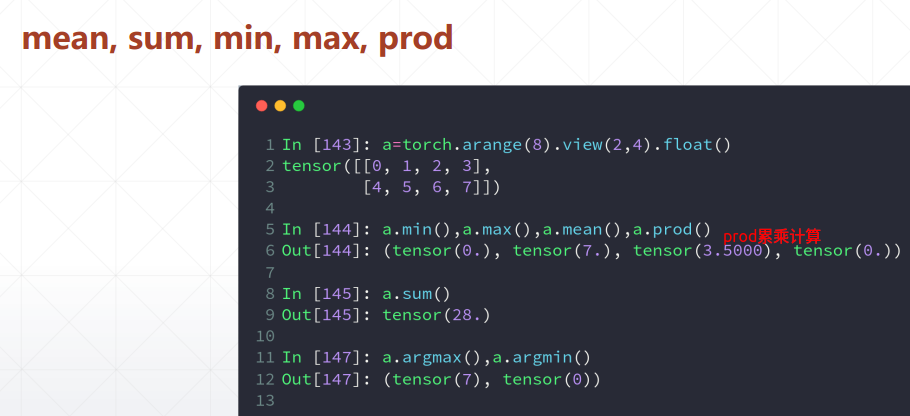 mean, sum, min, max, prod
1 In [143]: a=torch.arange(8).view(2,4).float()
2 tensor([[0, 1, 2, 3],
3         [4, 5, 6, 7]])
4
5 In [144]: a.min(),a.max(),a.mean(),a.prod()
prod累乘计算
6 Out[144]: (tensor(0.), tensor(7.), tensor(3.5000), tensor(0.))
7
8 In [145]: a.sum()
9 Out[145]: tensor(28.)
10
11 In [147]: a.argmax(),a.argmin()
12 Out[147]: (tensor(7), tensor(0))
13